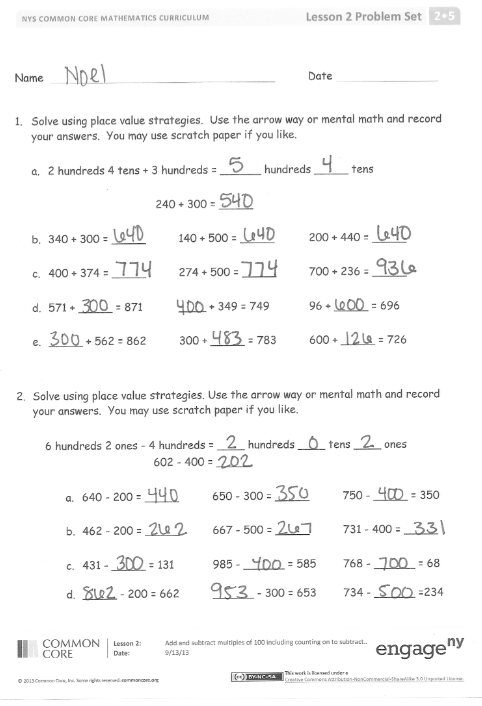 NYS COMMON CORE MATHEMATICS CURRICULUM Lesson 2 Problem Set 2•5
Name Noel Date
1. Solve using place value strategies. Use the arrow way or mental math and record
your answers. You may use scratch paper if you like.
a. 2 hundreds 4 tens + 3 hundreds = 5 hundreds 4 tens
240 + 300 = 540
b. 340 + 300 = 640 140 + 500 = 640 200 + 440 = 640
c. 400 + 374 = 774 274 + 500 = 774 700 + 236 = 936
d. 571 + 300 = 871 400 + 349 = 749 96 + 600 = 696
e. 300 + 562 = 862 300 + 483 = 783 600 + 126 = 726
2. Solve using place value strategies. Use the arrow way or mental math and record
your answers. You may use scratch paper if you like.
6 hundreds 2 ones - 4 hundreds = 2 hundreds 0 tens 2 ones
602 - 400 = 202
a. 640 - 200 = 440 650 - 300 = 350 750 - 400 = 350
b. 462 - 200 = 262 667 - 500 = 267 731 - 400 = 331
c. 431 - 300 = 131 985 - 400 = 585 768 - 700 = 68
d. 862 - 200 = 662 953 - 300 = 653 734 - 500 =234
COMMON CORE
Lesson 2:
Date:
Add and subtract multiples of 100 including counting on to subtract..
9/13/13
engageny
© 2013 Common Core, Inc. Some rights reserved. commoncore.org
(cc) BY-NC-SA
This work is licensed under a
Creative Commons Attribution-NonCommercial-ShareAlike 3.0 Unported License.